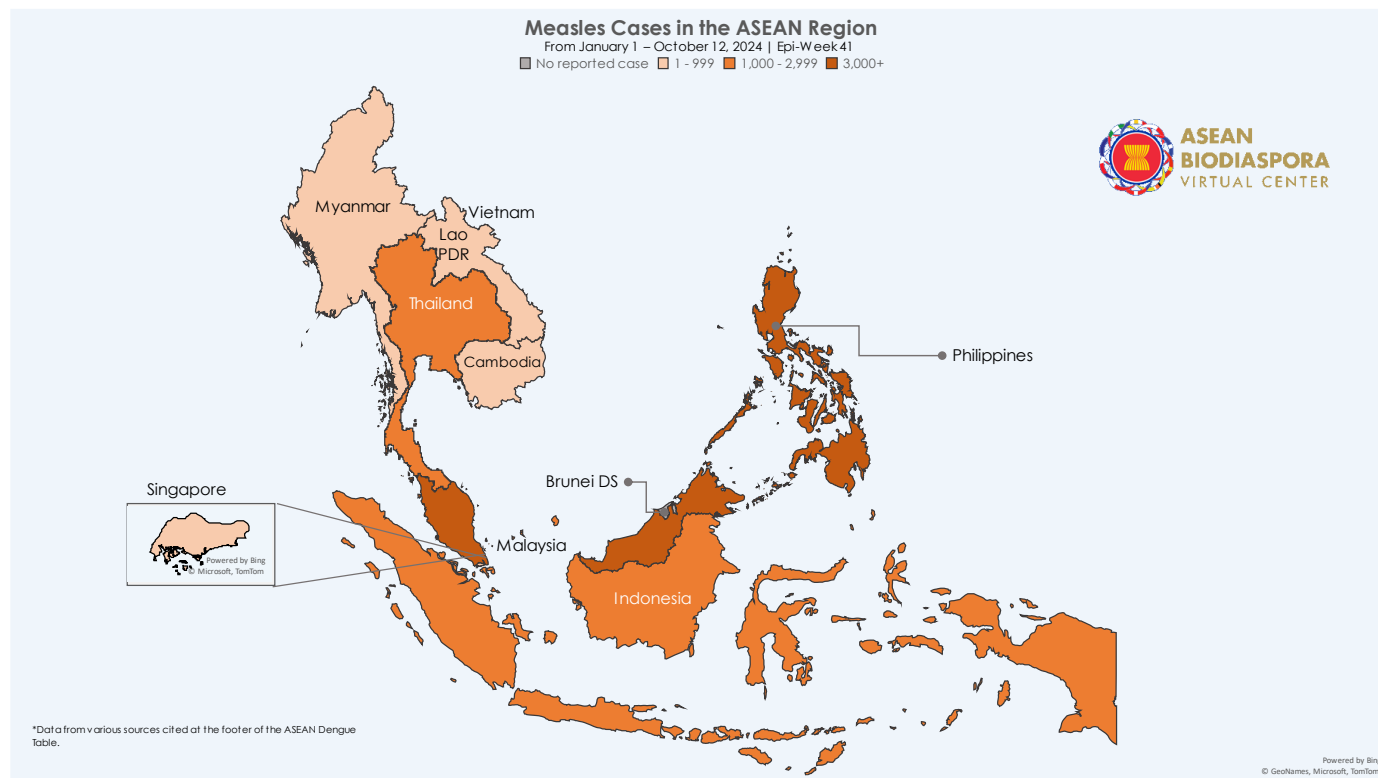 Measles Cases in the ASEAN Region
From January 1 – October 12, 2024 | Epi-Week 41
No reported case 1 - 999 1,000 - 2,999 3,000+
ASEAN
BIODIASPORA
VIRTUAL CENTER
Myanmar
Vietnam
Lao
PDR
Thailand
Cambodia
Philippines
Brunei DS
Singapore
Powered by Bing
© Microsoft, TomTom
Malaysia
Indonesia
*Data from various sources cited at the footer of the ASEAN Dengue
Table.
Powered by Bing
© GeoNames, Microsoft, TomTom